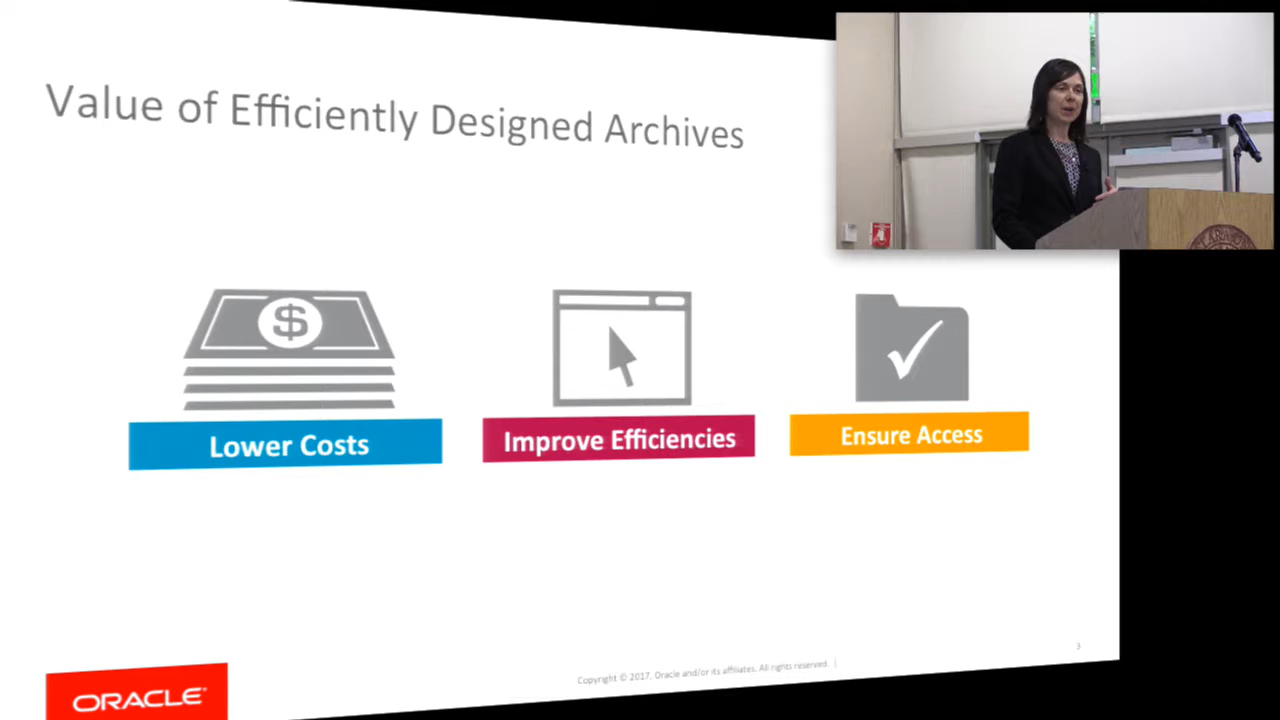 Value of Efficiently Designed Archives
Lower Costs
Improve Efficiencies
Ensure Access
3
Copyright © 2017, Oracle and/or its affiliates. All rights reserved. |
ORACLE